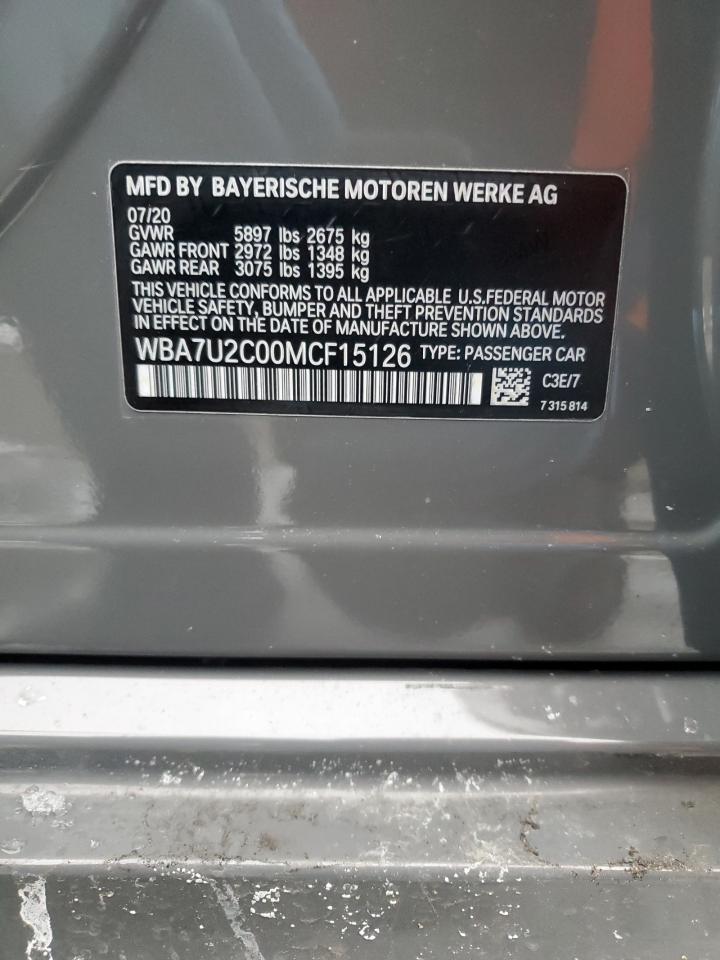 MFD BY BAYERISCHE MOTOREN WERKE AG
07/20
GVWR 5897 lbs 2675 kg
GAWR FRONT 2972 lbs 1348 kg
GAWR REAR 3075 lbs 1395 kg
THIS VEHICLE CONFORMS TO ALL APPLICABLE U.S.FEDERAL MOTOR
VEHICLE SAFETY, BUMPER AND THEFT PREVENTION STANDARDS
IN EFFECT ON THE DATE OF MANUFACTURE SHOWN ABOVE.
WBA7U2C00MCF15126 TYPE: PASSENGER CAR
C3E/7
7 315 814